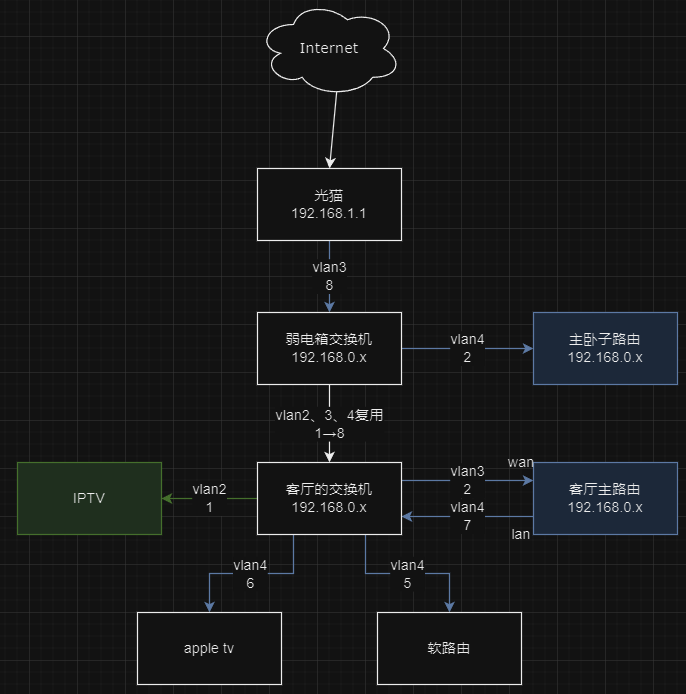 Internet
光猫
192.168.1.1
vlan3
8
弱电箱交换机
192.168.0.x
vlan4
2
主卧子路由
192.168.0.x
vlan2、3、4复用
1→8
IPTV
vlan2
1
客厅的交换机
192.168.0.x
vlan3
2
wan
vlan4
7
lan
客厅主路由
192.168.0.x
vlan4
6
vlan4
5
apple tv
软路由